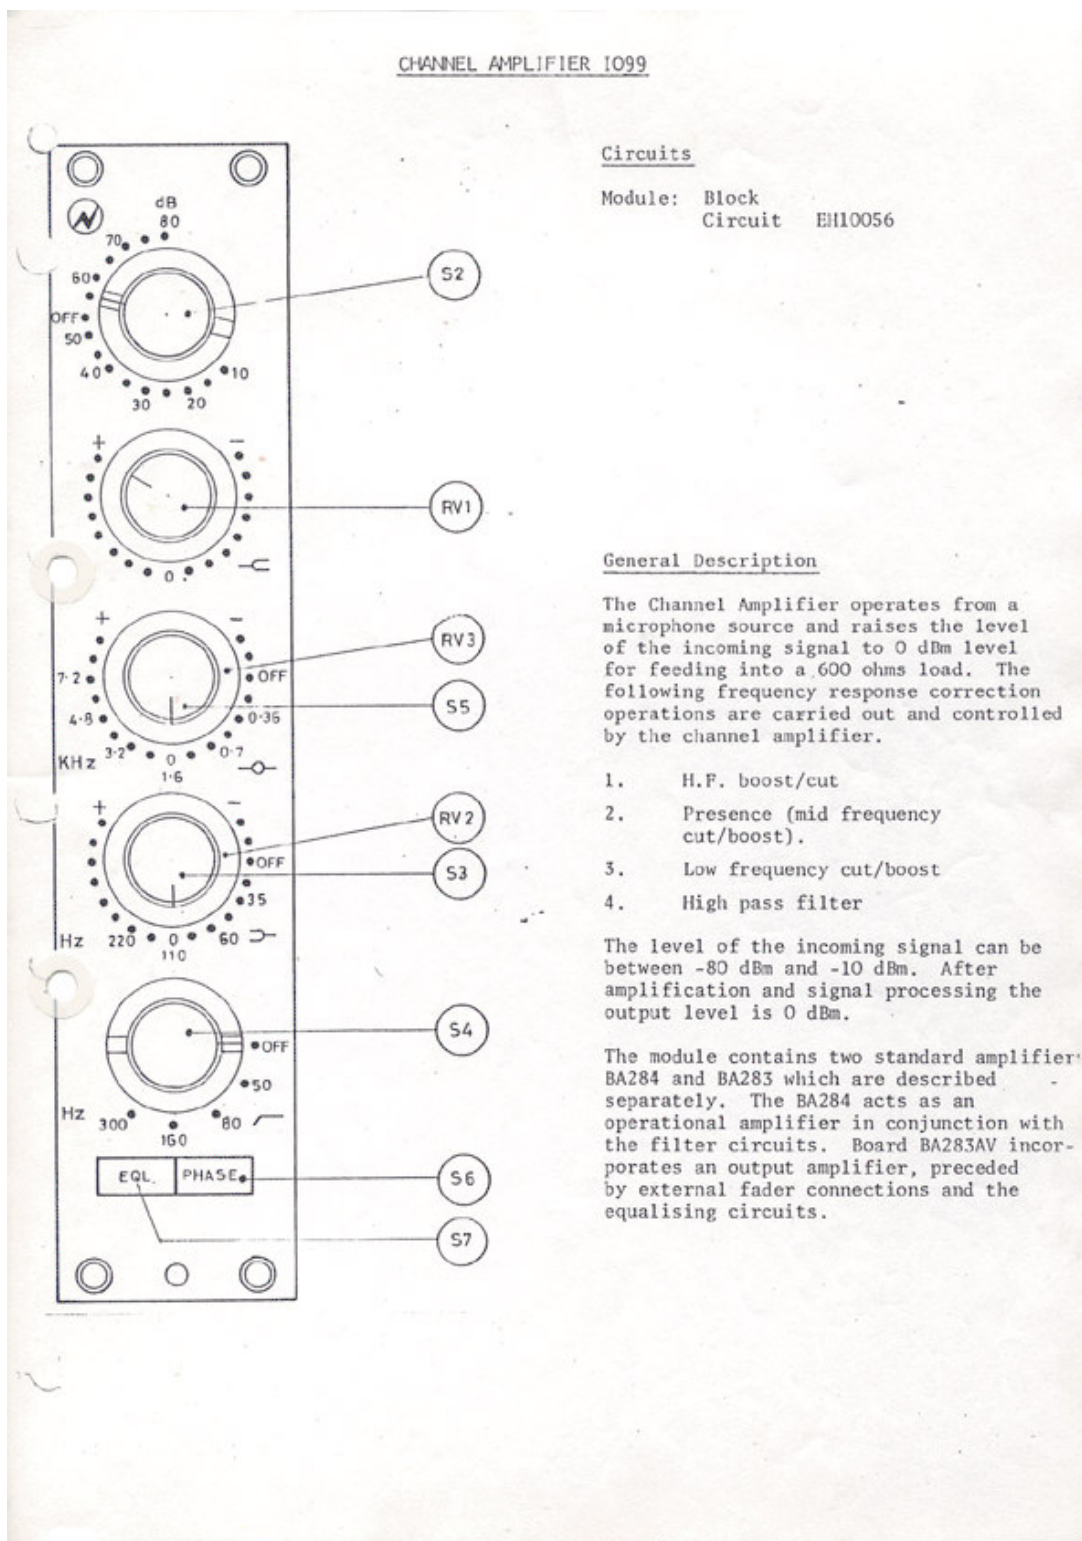 CHANNEL AMPLIFIER 1O99
Circuits
Module: Block
Circuit EH10056
dB
80
70
60
OFF
50
40
30
20
10
S2
+
-
0
RV1
+
-
RV3
7·2
OFF
S5
4·8
0·35
3·2
0
0·7
KHz
1·6
+
-
RV2
OFF
S3
35
Hz
220
0
60
110
S4
OFF
50
Hz
300
80
160
EQL.
PHASE
S6
S7
General Description
The Channel Amplifier operates from a
microphone source and raises the level
of the incoming signal to 0 dBm level
for feeding into a 600 ohms load. The
following frequency response correction
operations are carried out and controlled
by the channel amplifier.
1. H.F. boost/cut
2. Presence (mid frequency
cut/boost).
3. Low frequency cut/boost
4. High pass filter
The level of the incoming signal can be
between -80 dBm and -10 dBm. After
amplification and signal processing the
output level is 0 dBm.
The module contains two standard amplifier
BA284 and BA283 which are described
separately. The BA284 acts as an
operational amplifier in conjunction with
the filter circuits. Board BA283AV incor-
porates an output amplifier, preceded
by external fader connections and the
equalising circuits.